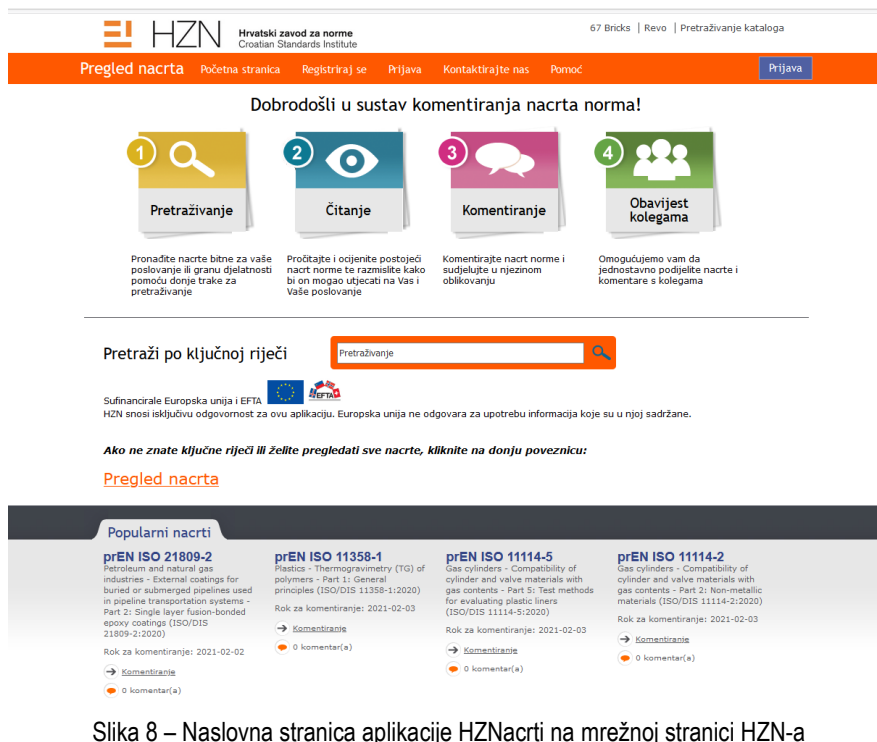 HZN
Hrvatski zavod za norme
Croatian Standards Institute
67 Bricks | Revo | Pretraživanje kataloga
Pregled nacrta Početna stranica Registriraj se Prijava Kontaktirajte nas Pomoć Prijava
Dobrodošli u sustav komentiranja nacrta norma!
1
Pretraživanje
Pronađite nacrte bitne za vaše
poslovanje ili granu djelatnosti
pomoću donje trake za
pretraživanje
2
Čitanje
Pročitajte i ocijenite postojeći
nacrt norme te razmislite kako
bi on mogao utjecati na Vas i
Vaše poslovanje
3
Komentiranje
Komentirajte nacrt norme i
sudjelujte u njezinom
oblikovanju
4
Obavijest
kolegama
Omogućujemo vam da
jednostavno podijelite nacrte i
komentare s kolegama
Pretraži po ključnoj riječi
Pretraživanje
Sufinancirale Europska unija i EFTA
EFTA
HZN snosi isključivu odgovornost za ovu aplikaciju. Europska unija ne odgovara za upotrebu informacija koje su u njoj sadržane.
Ako ne znate ključne riječi ili želite pregledati sve nacrte, kliknite na donju poveznicu:
Pregled nacrta
Popularni nacrti
prEN ISO 21809-2
Petroleum and natural gas
industries - External coatings for
buried or submerged pipelines used
in pipeline transportation systems -
Part 2: Single layer fusion-bonded
epoxy coatings (ISO/DIS
21809-2:2020)
Rok za komentiranje: 2021-02-02
Komentiranje
0 komentar(a)
prEN ISO 11358-1
Plastics - Thermogravimetry (TG) of
polymers - Part 1: General
principles (ISO/DIS 11358-1:2020)
Rok za komentiranje: 2021-02-03
Komentiranje
0 komentar(a)
prEN ISO 11114-5
Gas cylinders - Compatibility of
cylinder and valve materials with
gas contents - Part 5: Test methods
for evaluating plastic liners
(ISO/DIS 11114-5:2020)
Rok za komentiranje: 2021-02-03
Komentiranje
0 komentar(a)
prEN ISO 11114-2
Gas cylinders - Compatibility of
cylinder and valve materials with
gas contents - Part 2: Non-metallic
materials (ISO/DIS 11114-2:2020)
Rok za komentiranje: 2021-02-03
Komentiranje
0 komentar(a)
Slika 8 – Naslovna stranica aplikacije HZNacrti na mrežnoj stranici HZN-a